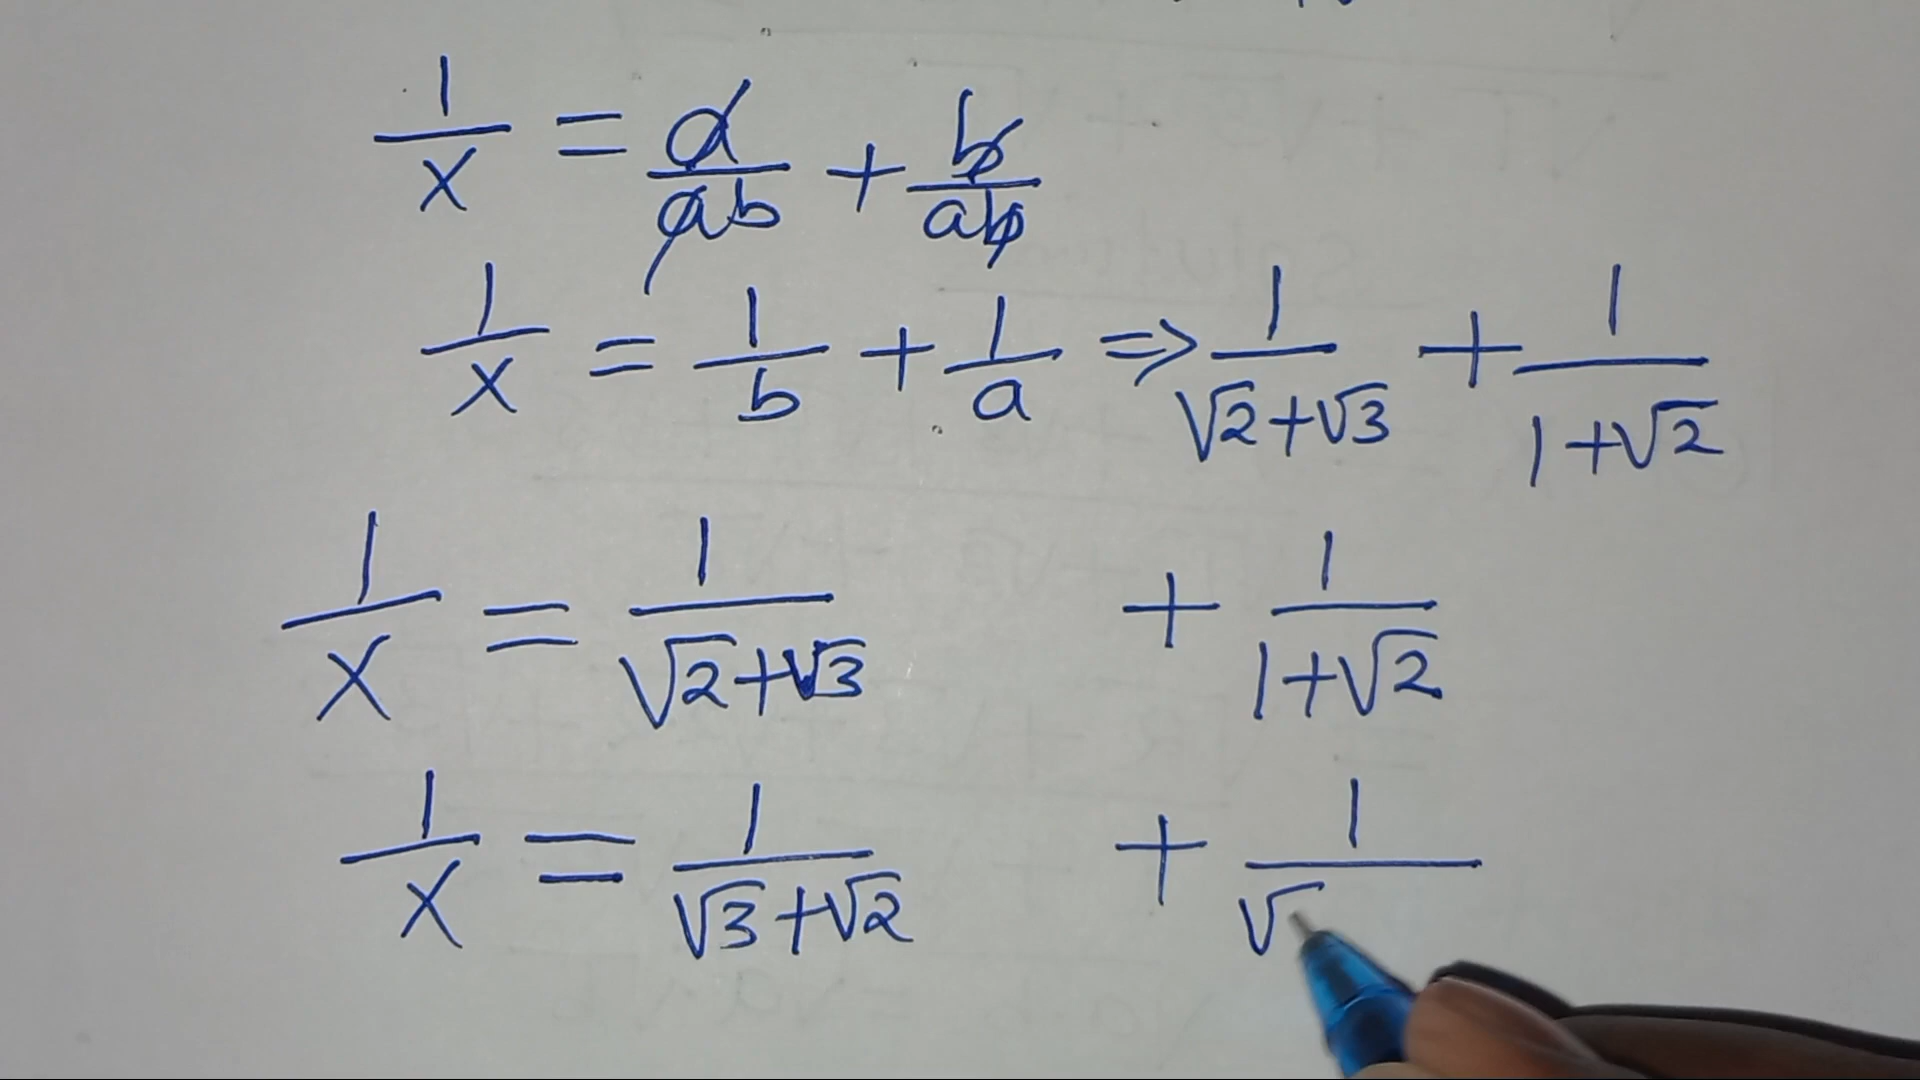 1/x = a/ab + b/ab
1/x = 1/b + 1/a ⇒ 1/(√2+√3) + 1/(1+√2)
1/x = 1/(√2+√3) + 1/(1+√2)
1/x = 1/(√3+√2) + 1/√